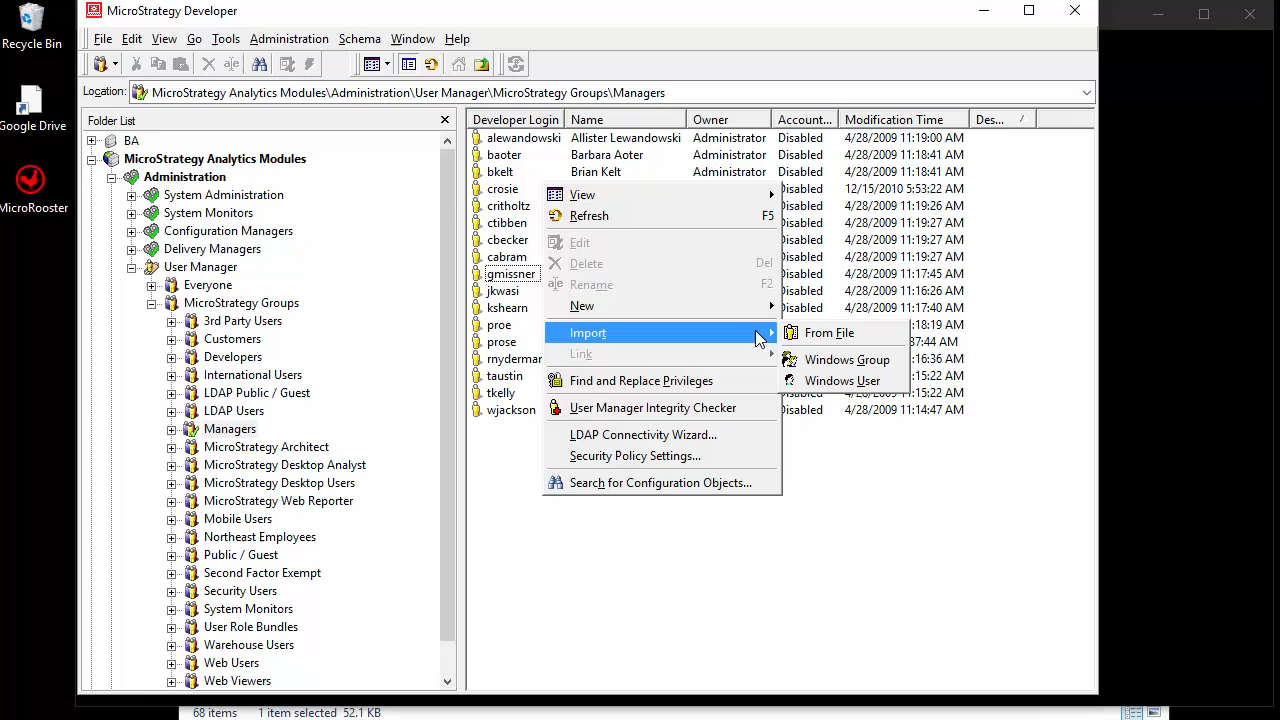 Recycle Bin
Google Drive
MicroRooster
MicroStrategy Developer
File Edit View Go Tools Administration Schema Window Help
Location: MicroStrategy Analytics Modules\Administration\User Manager\MicroStrategy Groups\Managers
Folder List
BA
MicroStrategy Analytics Modules
Administration
System Administration
System Monitors
Configuration Managers
Delivery Managers
User Manager
Everyone
MicroStrategy Groups
3rd Party Users
Customers
Developers
International Users
LDAP Public / Guest
LDAP Users
Managers
MicroStrategy Architect
MicroStrategy Desktop Analyst
MicroStrategy Desktop Users
MicroStrategy Web Reporter
Mobile Users
Northeast Employees
Public / Guest
Second Factor Exempt
Security Users
System Monitors
User Role Bundles
Warehouse Users
Web Users
Web Viewers
Developer Login Name Owner Account... Modification Time Des...
alewandowski Allister Lewandowski Administrator Disabled 4/28/2009 11:19:00 AM
baoter Barbara Aoter Administrator Disabled 4/28/2009 11:18:41 AM
bkelt Brian Kelt Administrator Disabled 4/28/2009 11:18:41 AM
crosie Disabled 12/15/2010 5:53:22 AM
critholtz Disabled 4/28/2009 11:19:26 AM
ctibben Disabled 4/28/2009 11:19:27 AM
cbecker Disabled 4/28/2009 11:19:27 AM
cabram Disabled 4/28/2009 11:19:26 AM
gmissner Disabled 4/28/2009 11:17:45 AM
jkwasi Disabled 4/28/2009 11:16:26 AM
kshearn Disabled 4/28/2009 11:17:40 AM
proe :18:19 AM
prose 37:44 AM
rnyderman :16:36 AM
taustin :15:22 AM
tkelly :15:22 AM
wjackson Disabled 4/28/2009 11:14:47 AM
View
Refresh F5
Edit
Delete Del
Rename F2
New
Import
Link
Find and Replace Privileges
User Manager Integrity Checker
LDAP Connectivity Wizard...
Security Policy Settings...
Search for Configuration Objects...
From File
Windows Group
Windows User
68 items 1 item selected 52.1 KB